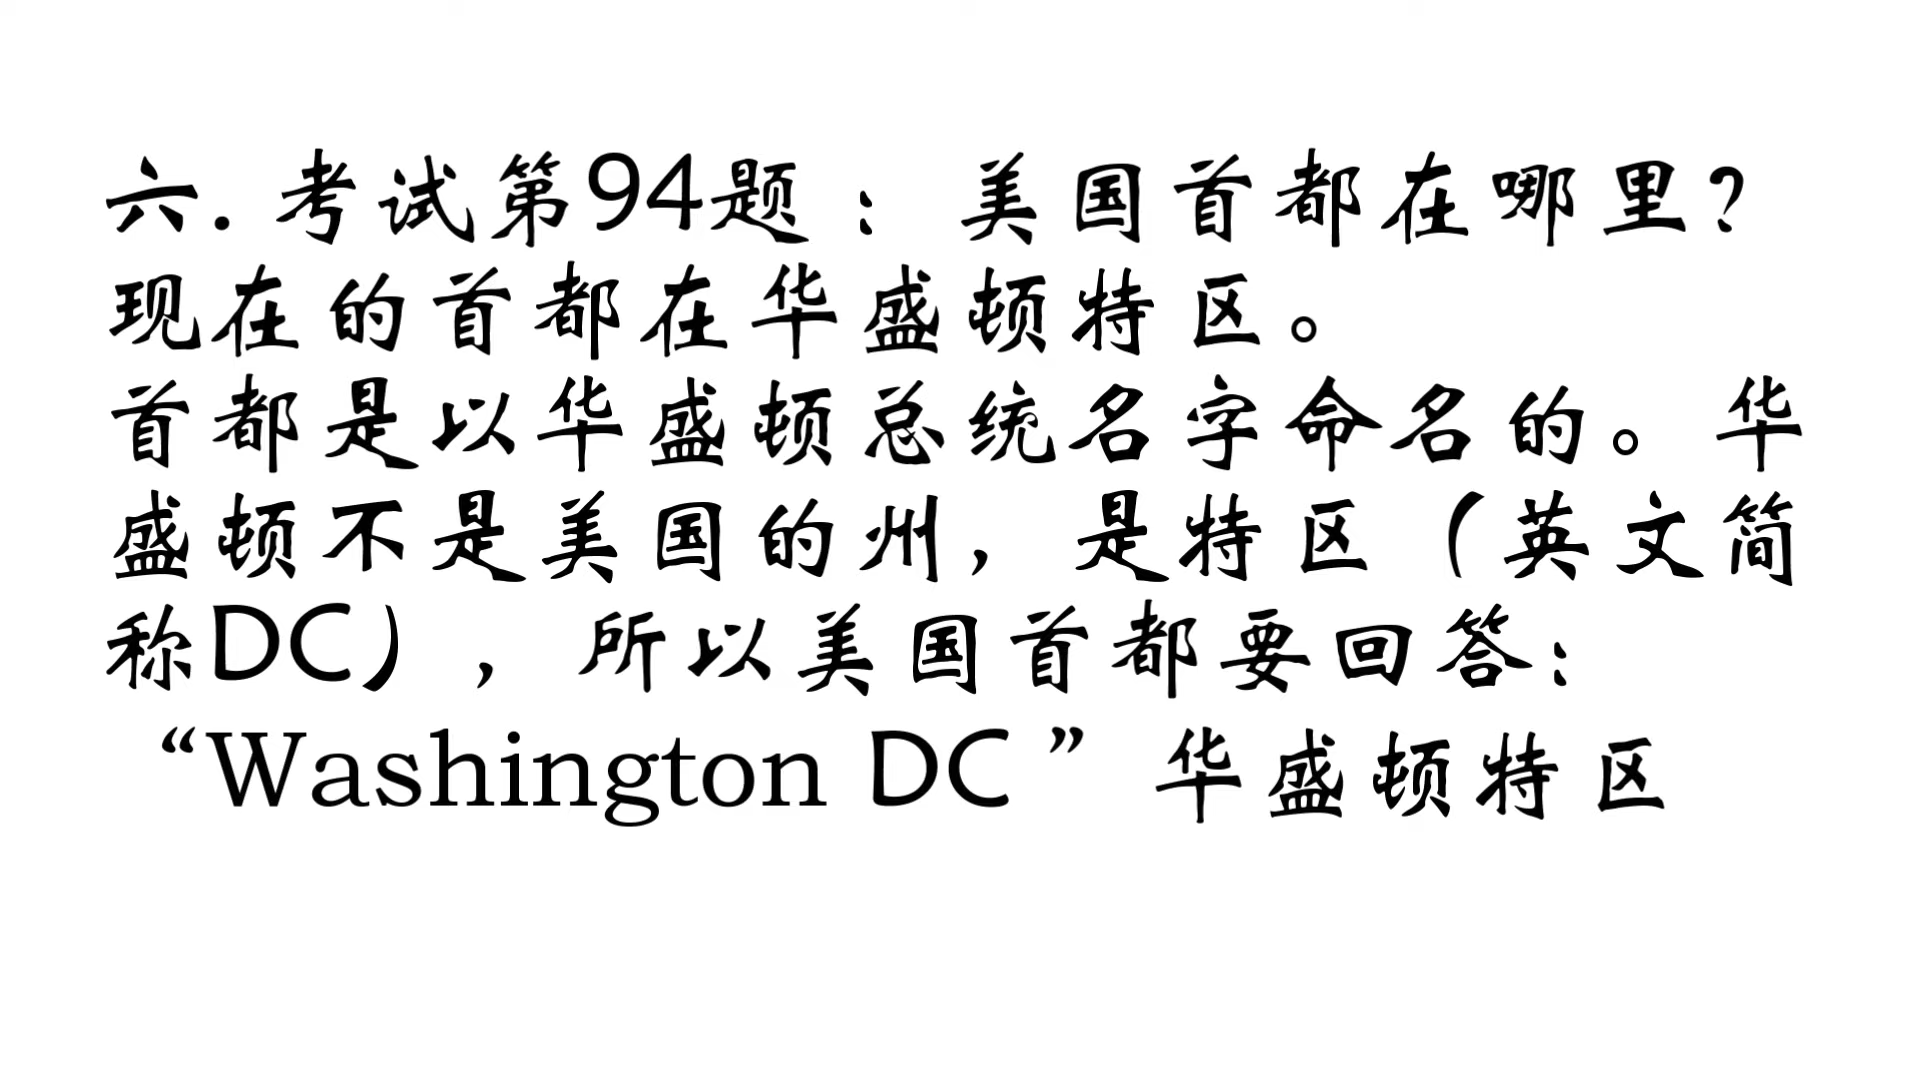 六.考试第94题：美国首都在哪里？
现在的首都在华盛顿特区。
首都是以华盛顿总统名字命名的。华
盛顿不是美国的州，是特区（英文简
称DC），所以美国首都要回答：
“Washington DC ”华盛顿特区